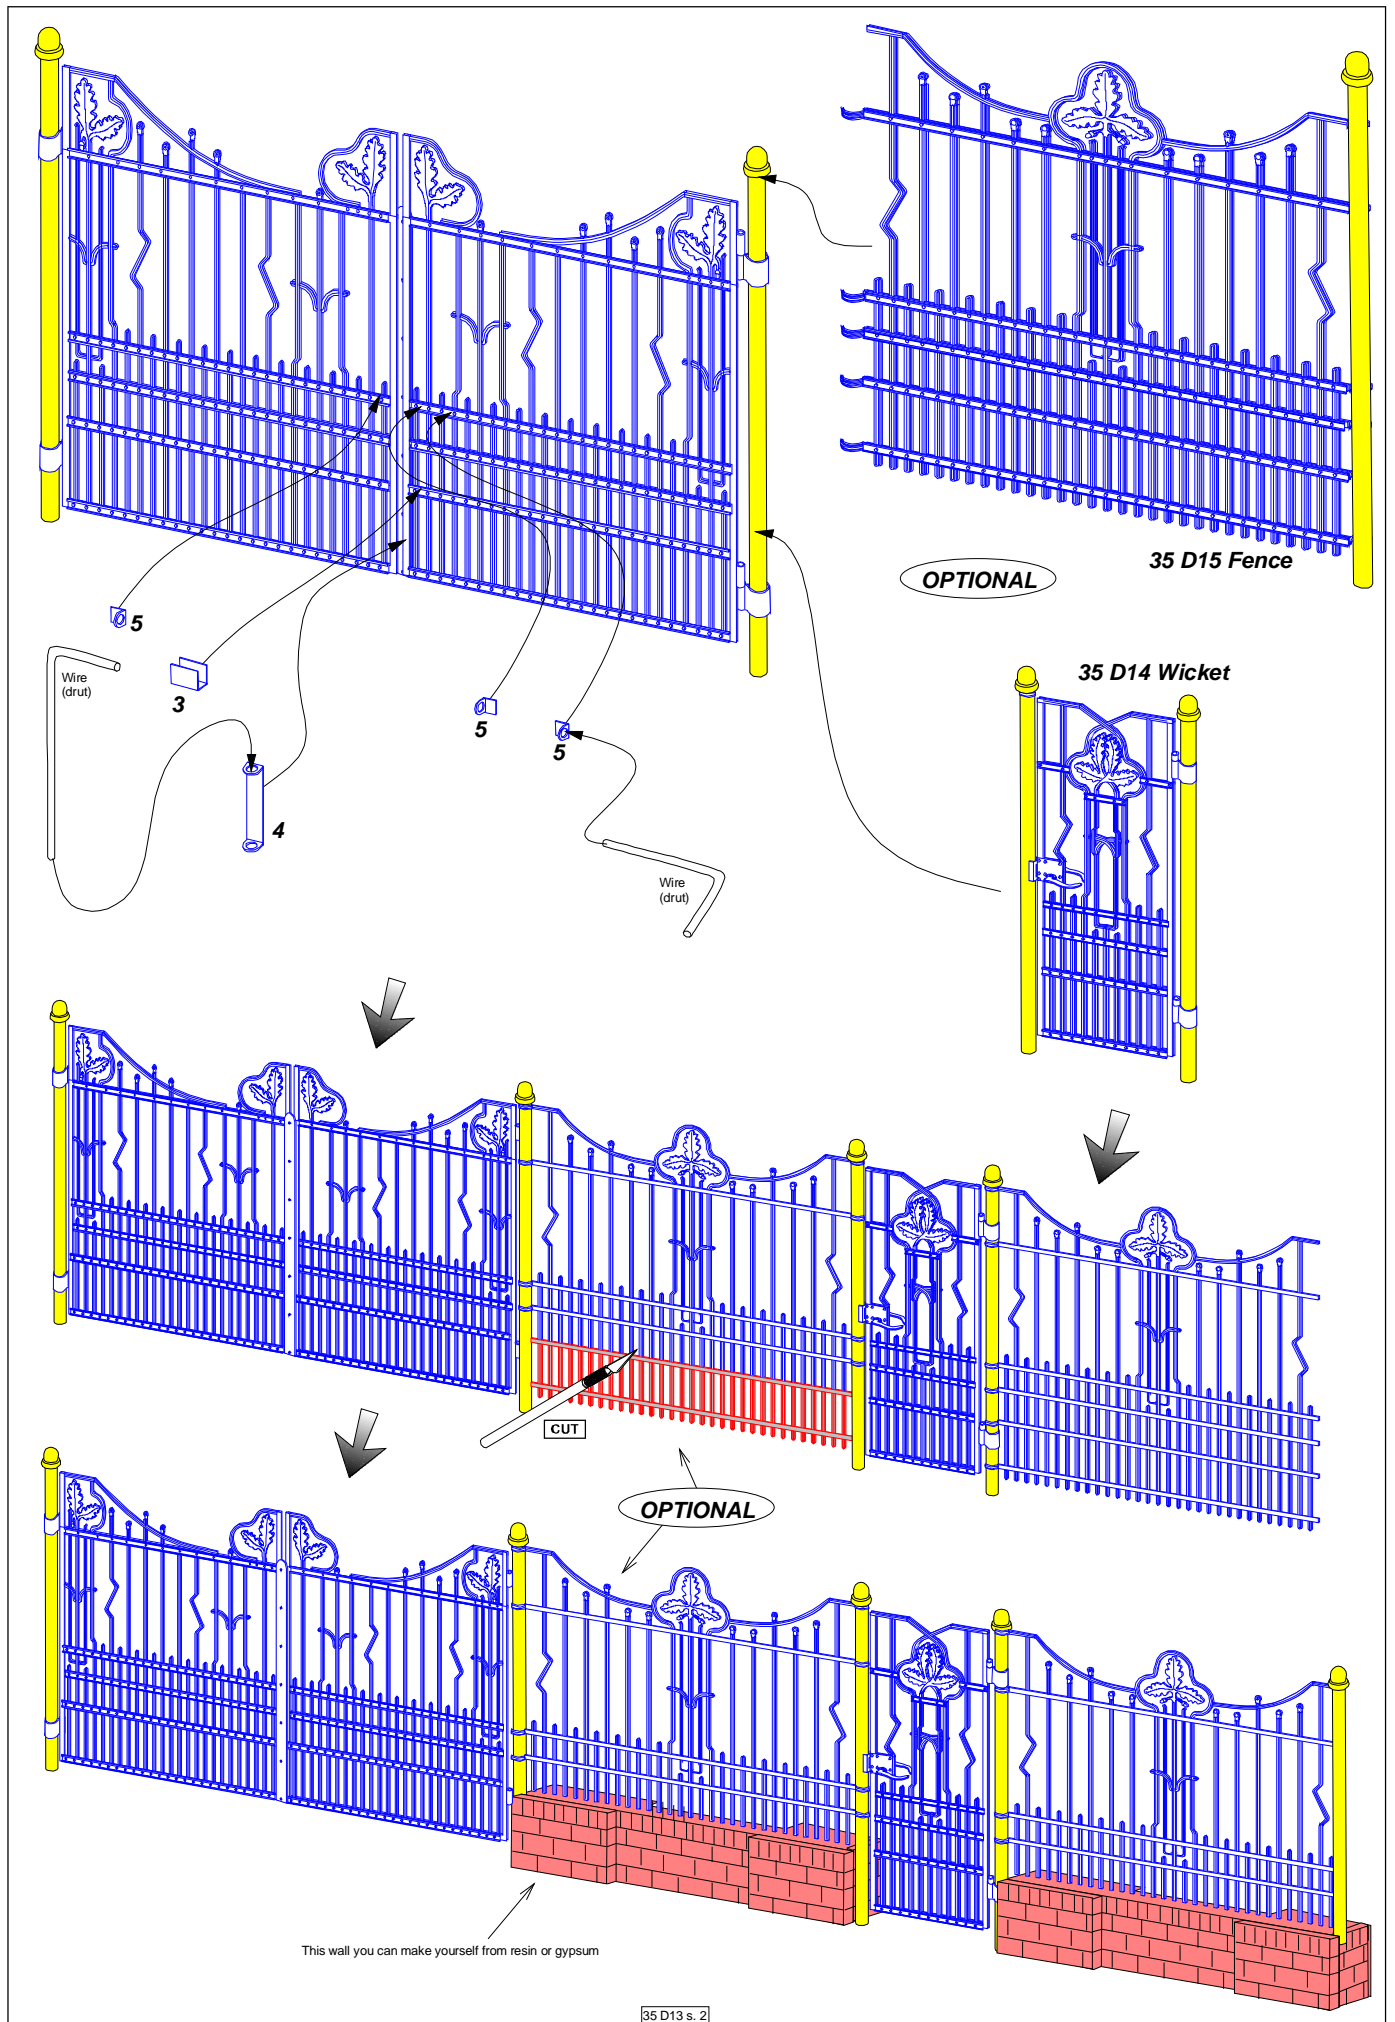 35 D15 Fence
OPTIONAL
5
Wire
(drut)
3
35 D14 Wicket
5
5
4
Wire
(drut)
CUT
OPTIONAL
This wall you can make yourself from resin or gypsum
35 D13 s. 2